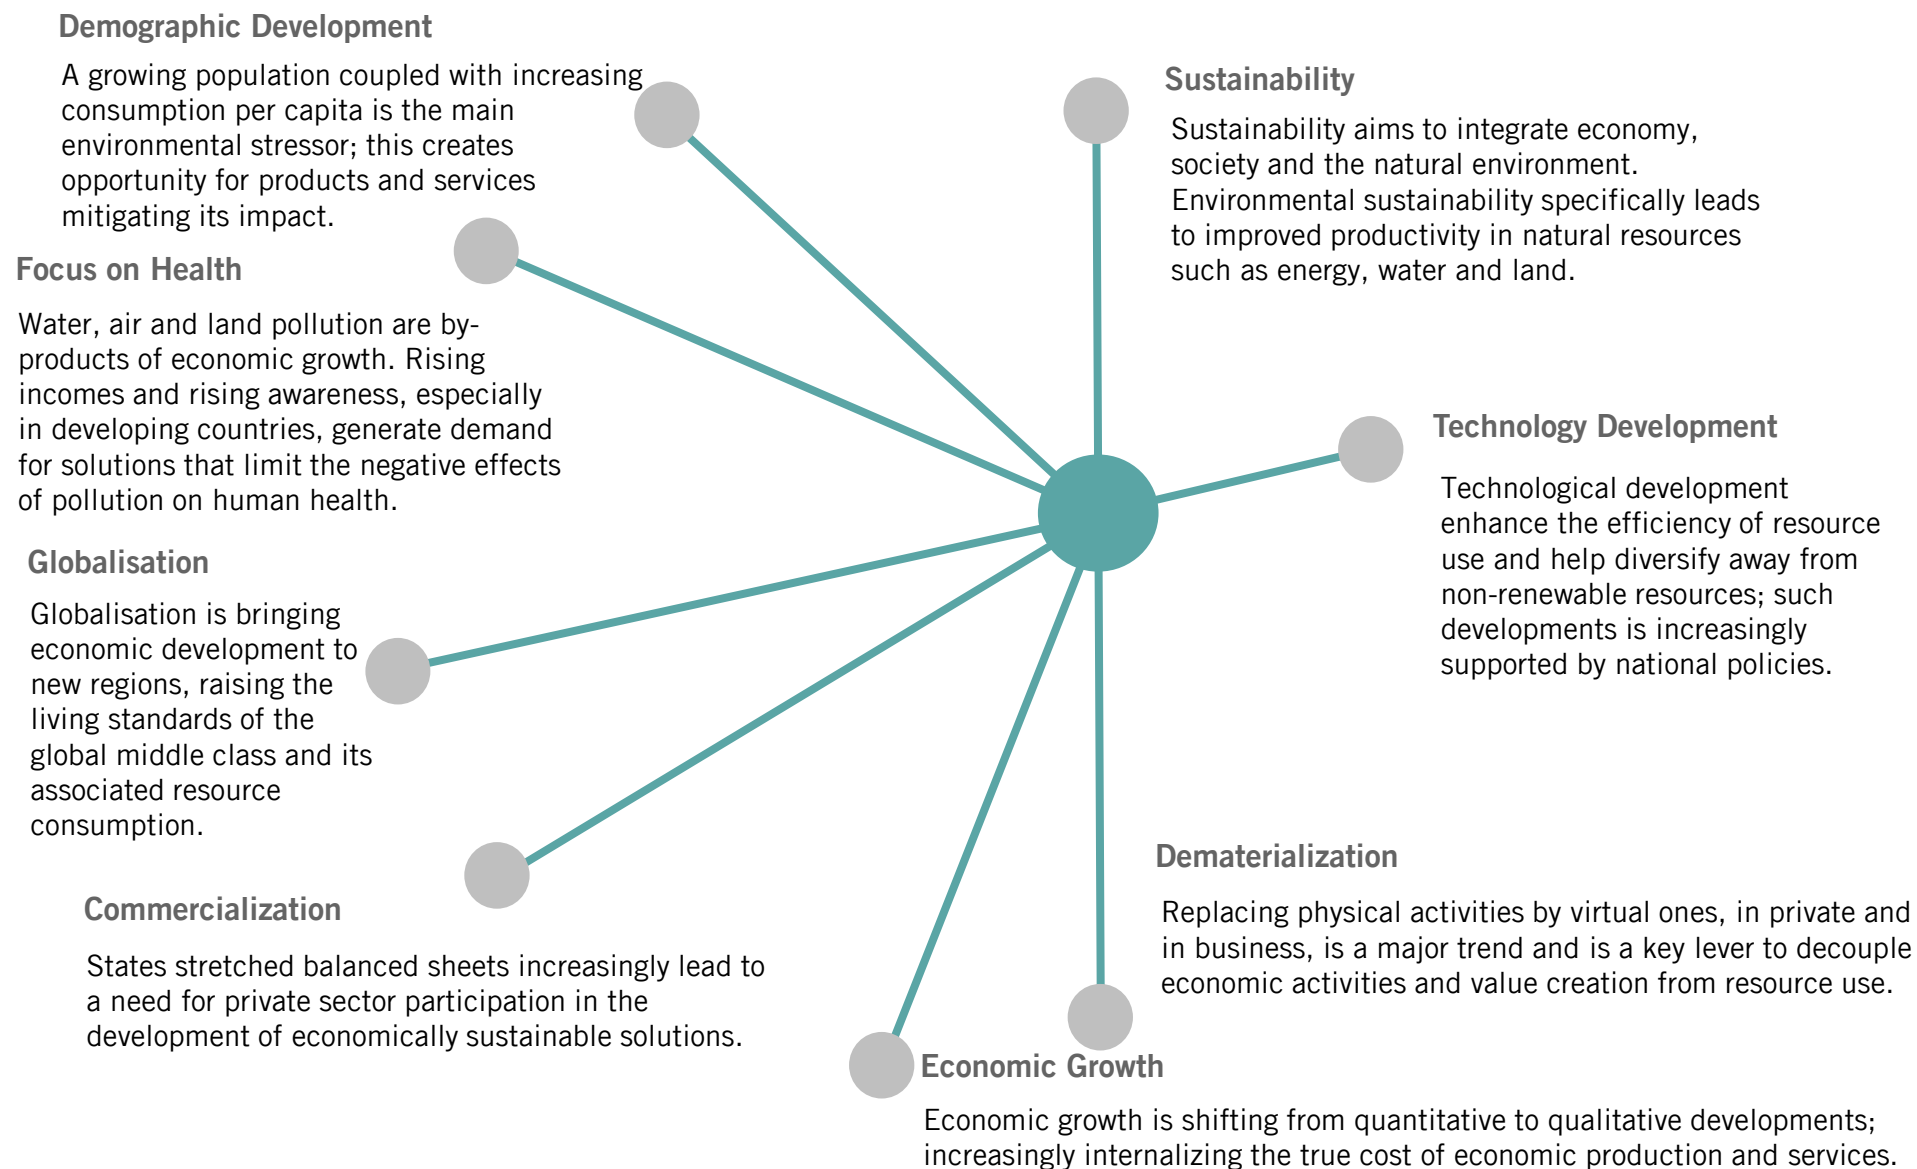 Demographic Development
A growing population coupled with increasing
consumption per capita is the main
environmental stressor; this creates
opportunity for products and services
mitigating its impact.
Focus on Health
Water, air and land pollution are by-
products of economic growth. Rising
incomes and rising awareness, especially
in developing countries, generate demand
for solutions that limit the negative effects
of pollution on human health.
Globalisation
Globalisation is bringing
economic development to
new regions, raising the
living standards of the
global middle class and its
associated resource
consumption.
Commercialization
States stretched balanced sheets increasingly lead to
a need for private sector participation in the
development of economically sustainable solutions.
Sustainability
Sustainability aims to integrate economy,
society and the natural environment.
Environmental sustainability specifically leads
to improved productivity in natural resources
such as energy, water and land.
Technology Development
Technological development
enhance the efficiency of resource
use and help diversify away from
non-renewable resources; such
developments is increasingly
supported by national policies.
Dematerialization
Replacing physical activities by virtual ones, in private and
in business, is a major trend and is a key lever to decouple
economic activities and value creation from resource use.
Economic Growth
Economic growth is shifting from quantitative to qualitative developments;
increasingly internalizing the true cost of economic production and services.